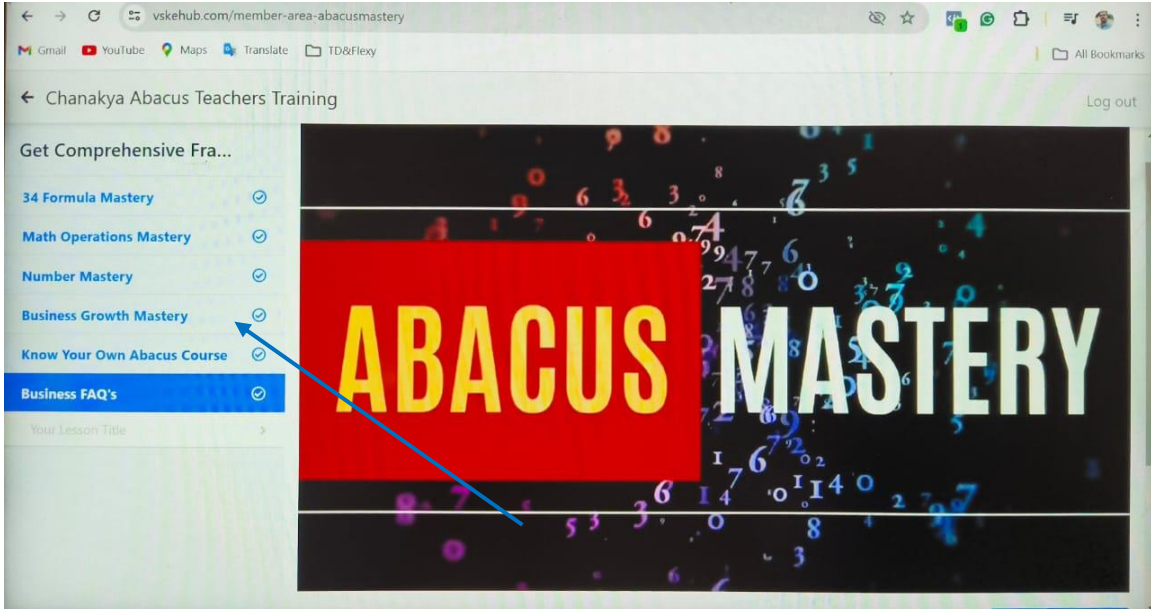 vskehub.com/member-area-abacusmastery
Gmail YouTube Maps Translate TD&Flexy All Bookmarks
Chanakya Abacus Teachers Training Log out
Get Comprehensive Fra...
34 Formula Mastery
Math Operations Mastery
Number Mastery
Business Growth Mastery
Know Your Own Abacus Course
Business FAQ's
Your Lesson Title
ABACUS MASTERY